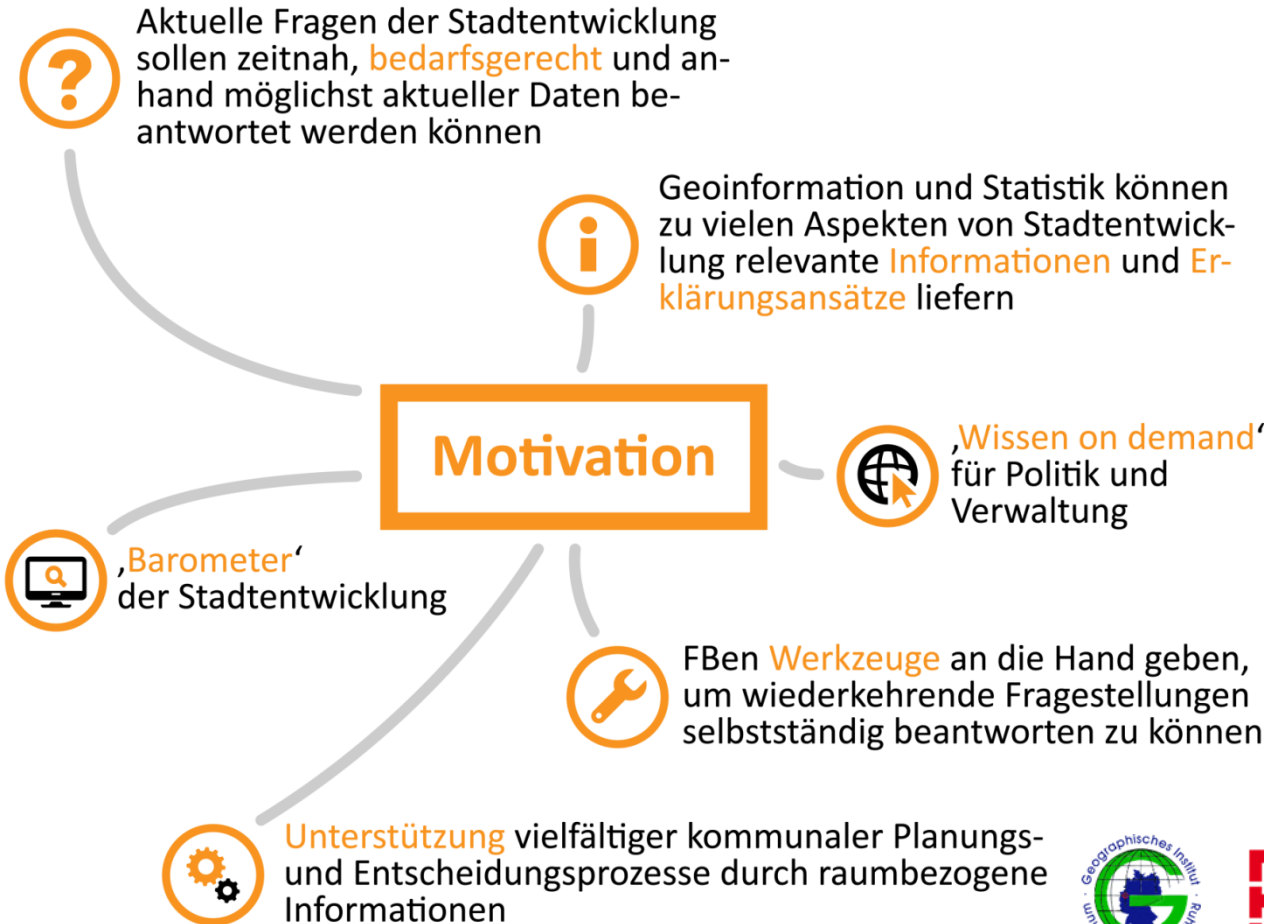 Aktuelle Fragen der Stadtentwicklung
sollen zeitnah, bedarfsgerecht und an-
hand möglichst aktueller Daten be-
antwortet werden können
Geoinformation und Statistik können
zu vielen Aspekten von Stadtentwick-
lung relevante Informationen und Er-
klärungsansätze liefern
Motivation
‚Wissen on demand‘
für Politik und
Verwaltung
‚Barometer‘
der Stadtentwicklung
FBen Werkzeuge an die Hand geben,
um wiederkehrende Fragestellungen
selbstständig beantworten zu können
Unterstützung vielfältiger kommunaler Planungs-
und Entscheidungsprozesse durch raumbezogene
Informationen
Geographisches Institut